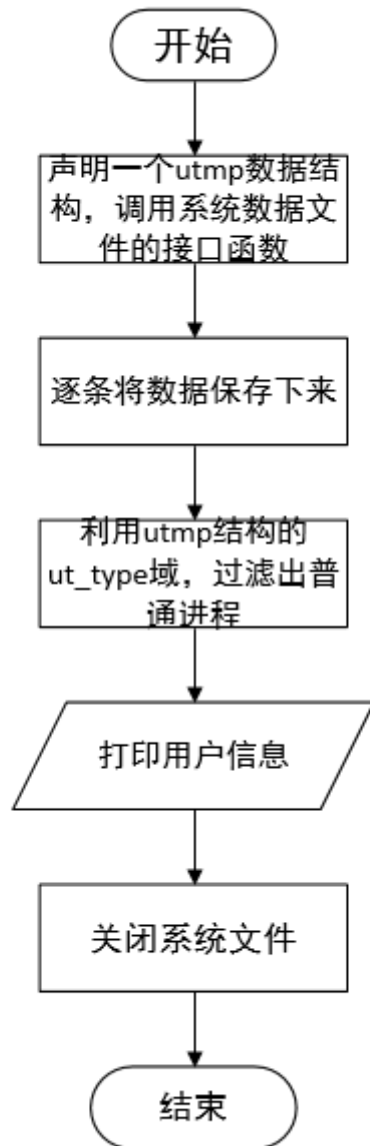 开始
声明一个utmp数据结
构，调用系统数据文
件的接口函数
逐条将数据保存下来
利用utmp结构的
ut_type域，过滤出普
通进程
打印用户信息
关闭系统文件
结束